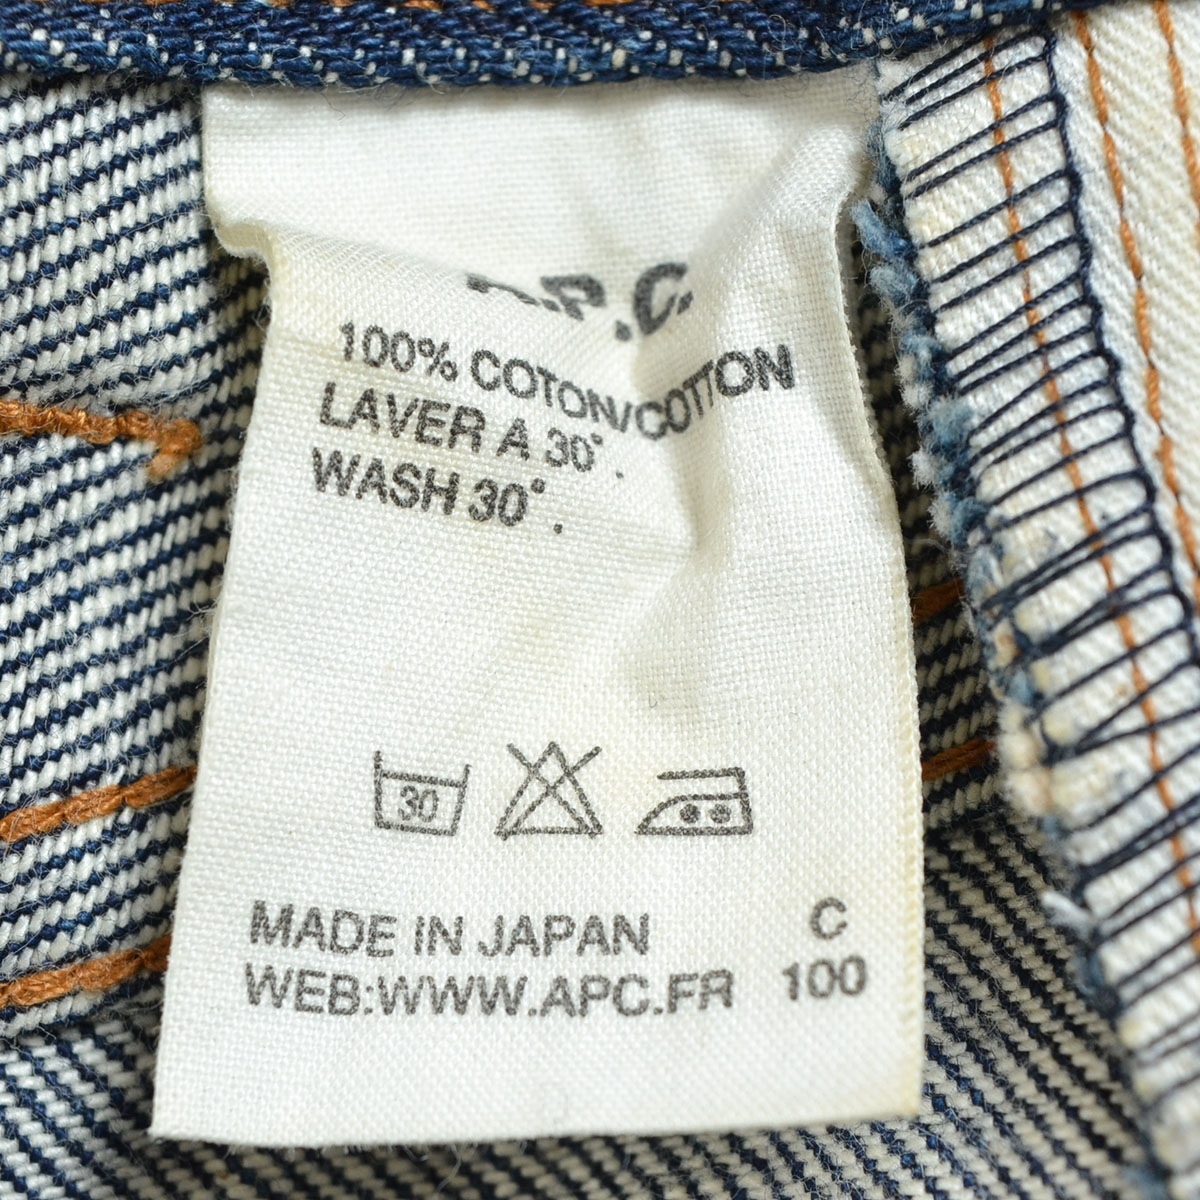 A.P.C.
100% COTON/COTTON
LAVER A 30°.
WASH 30°.
30
MADE IN JAPAN C
WEB:WWW.APC.FR 100